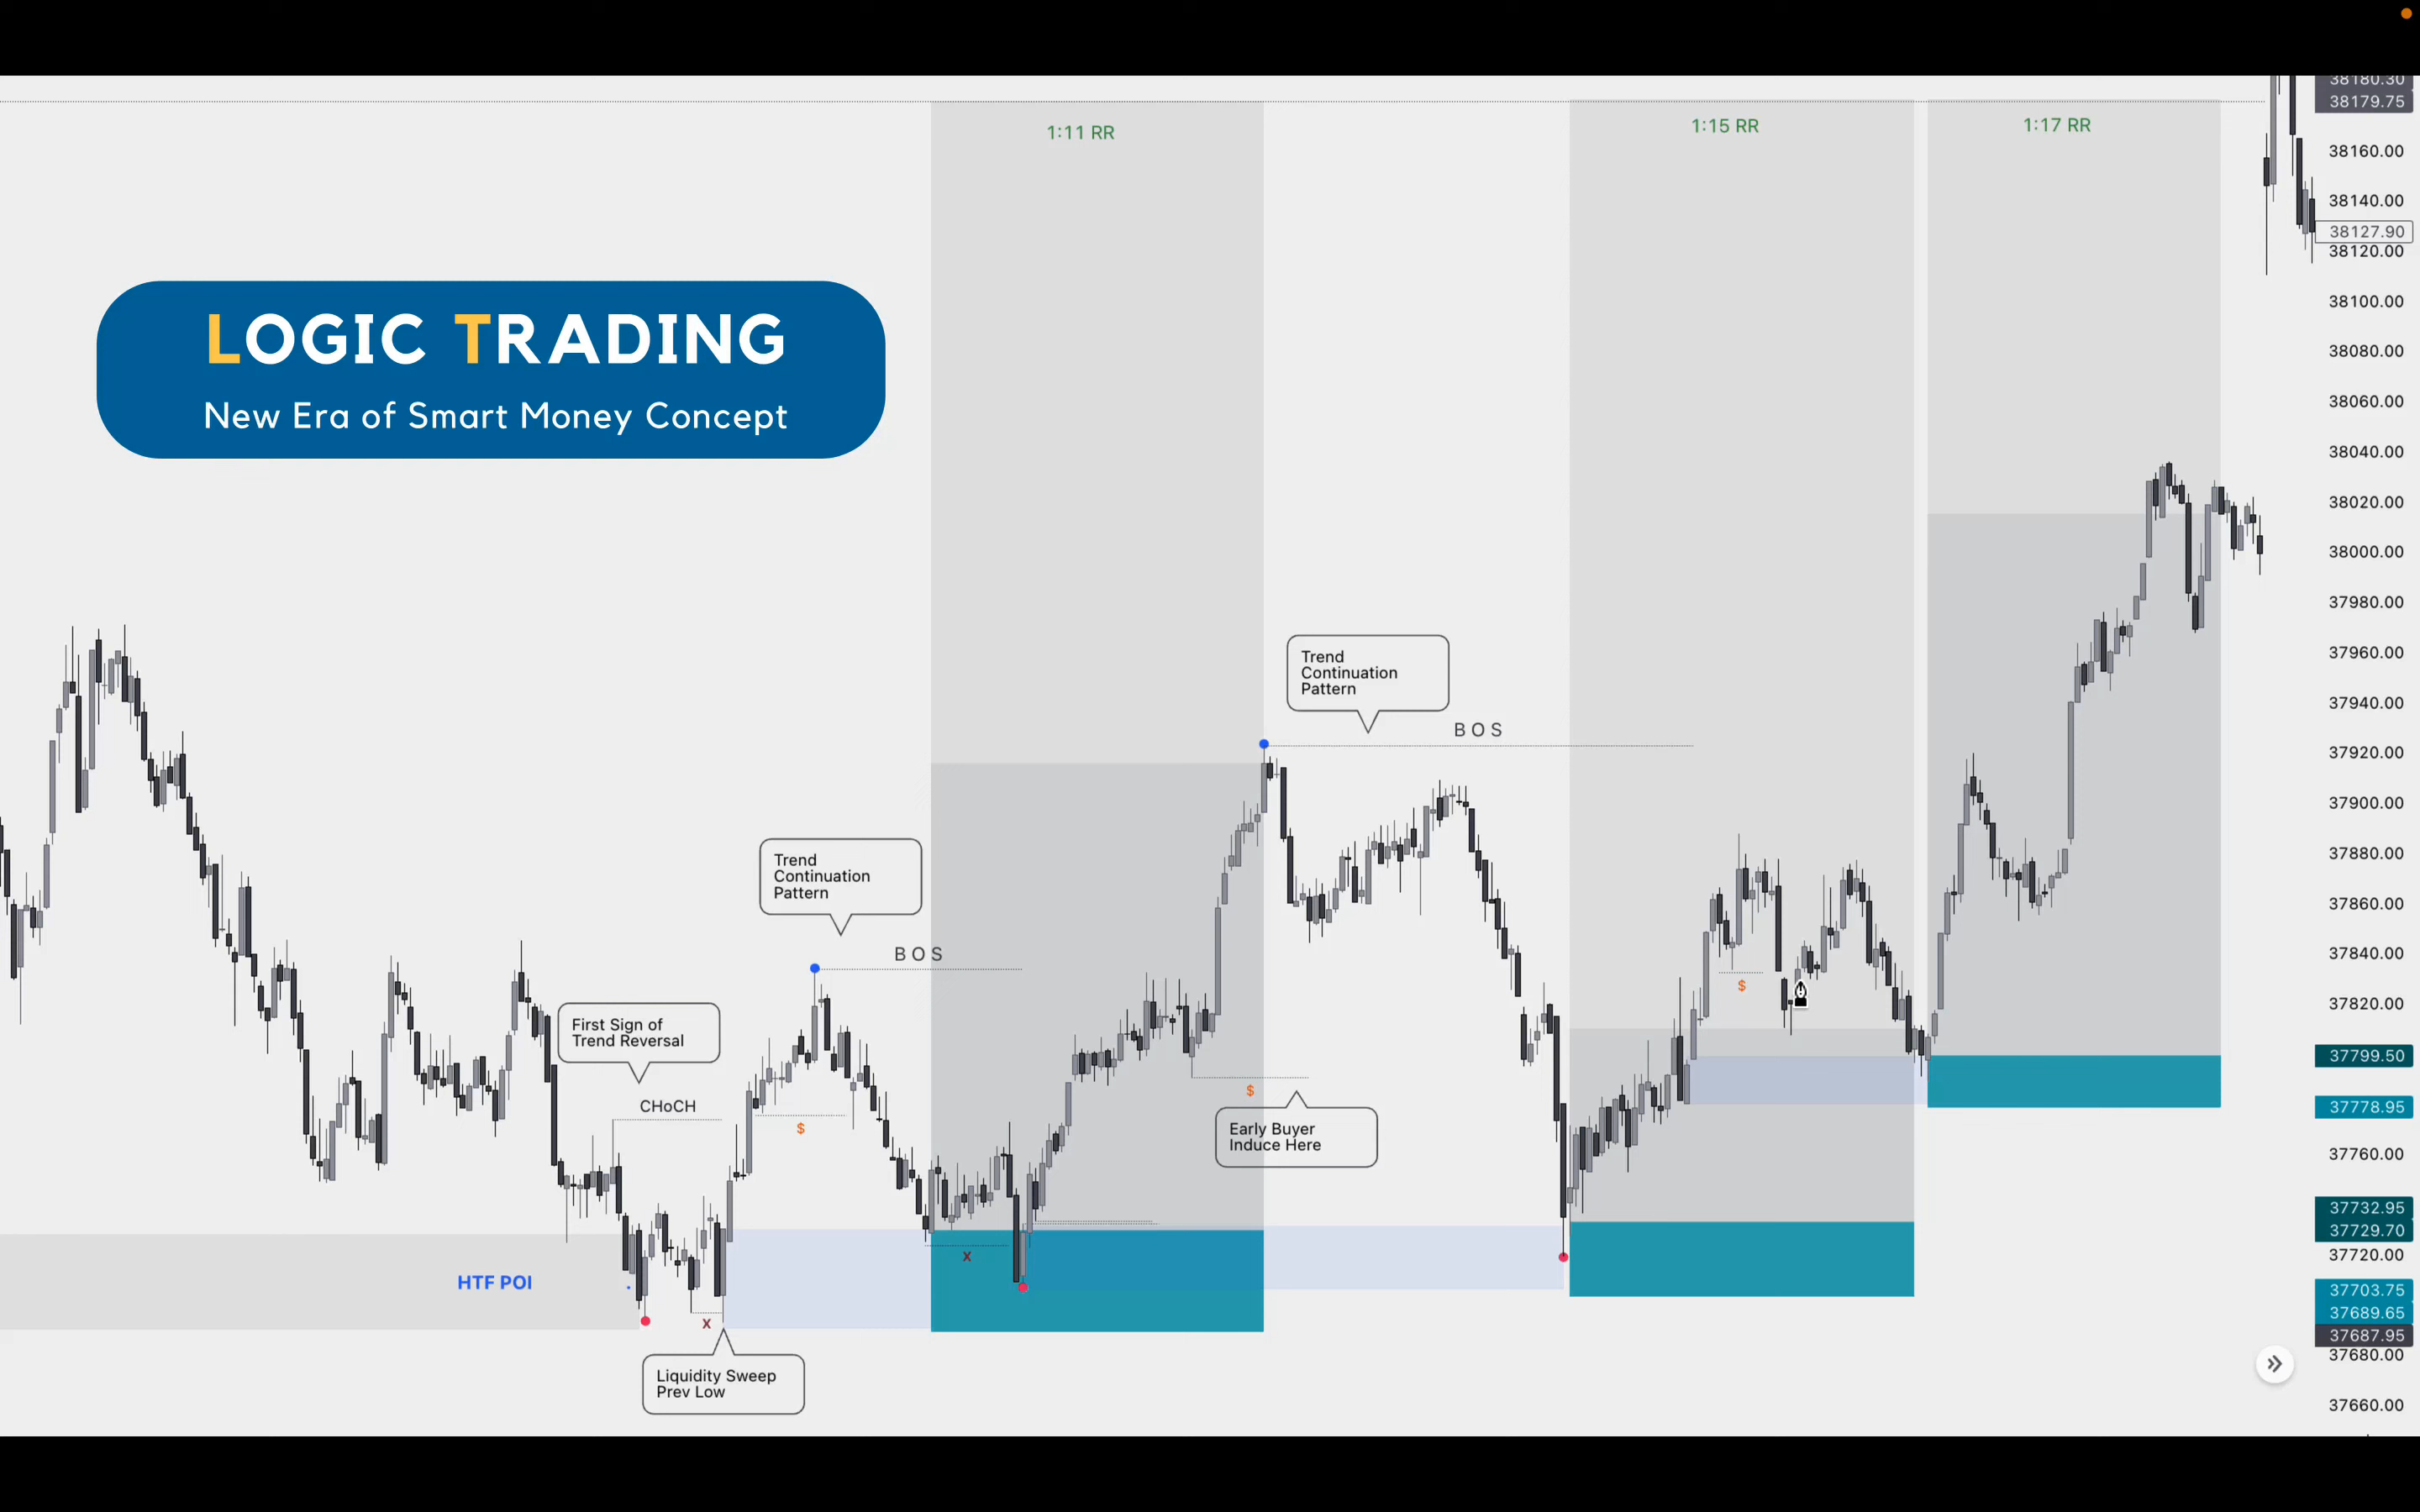 1:11 RR
1:15 RR
1:17 RR
LOGIC TRADING
New Era of Smart Money Concept
Trend
Continuation
Pattern
B O S
Trend
Continuation
Pattern
B O S
First Sign of
Trend Reversal
CHoCH
$
$
$
Early Buyer
Induce Here
X
HTF POI
X
Liquidity Sweep
Prev Low
38180.30
38179.75
38160.00
38140.00
38127.90
38120.00
38100.00
38080.00
38060.00
38040.00
38020.00
38000.00
37980.00
37960.00
37940.00
37920.00
37900.00
37880.00
37860.00
37840.00
37820.00
37799.50
37778.95
37760.00
37732.95
37729.70
37720.00
37703.75
37689.65
37687.95
37680.00
37660.00